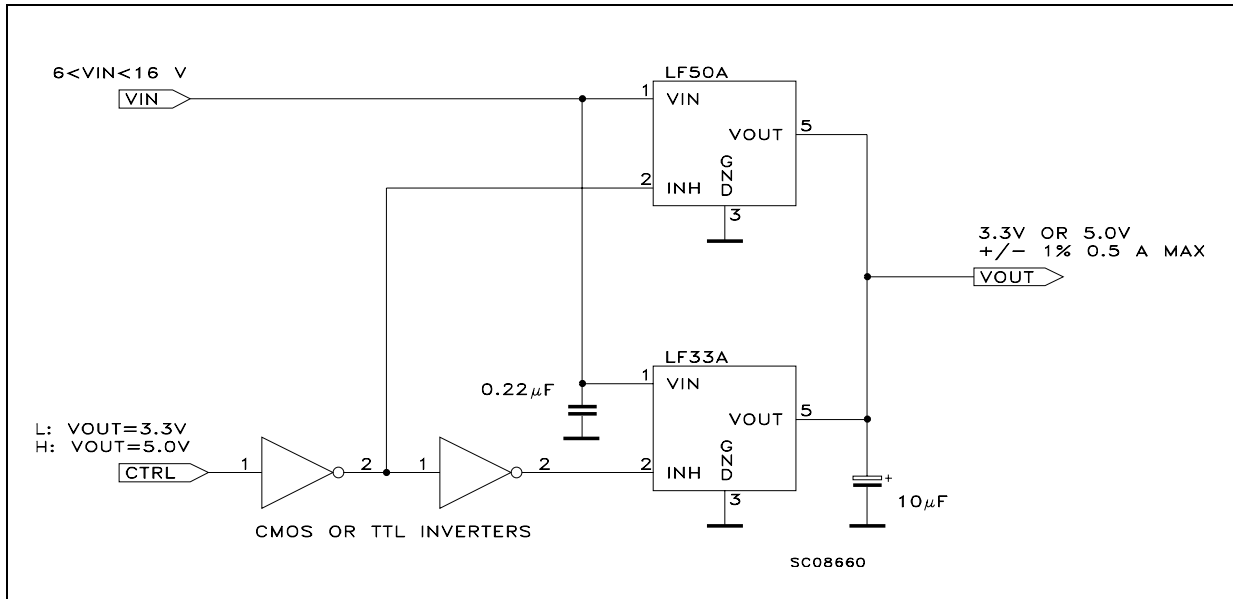 6<VIN<16 V
VIN
LF50A
1
VIN
VOUT
5
2
INH
GND
3
3.3V OR 5.0V
+/- 1% 0.5 A MAX
VOUT
LF33A
1
VIN
0.22µF
VOUT
5
L: VOUT=3.3V
H: VOUT=5.0V
CTRL
1
2
1
2
2
INH
GND
3
+
10µF
CMOS OR TTL INVERTERS
SC08660